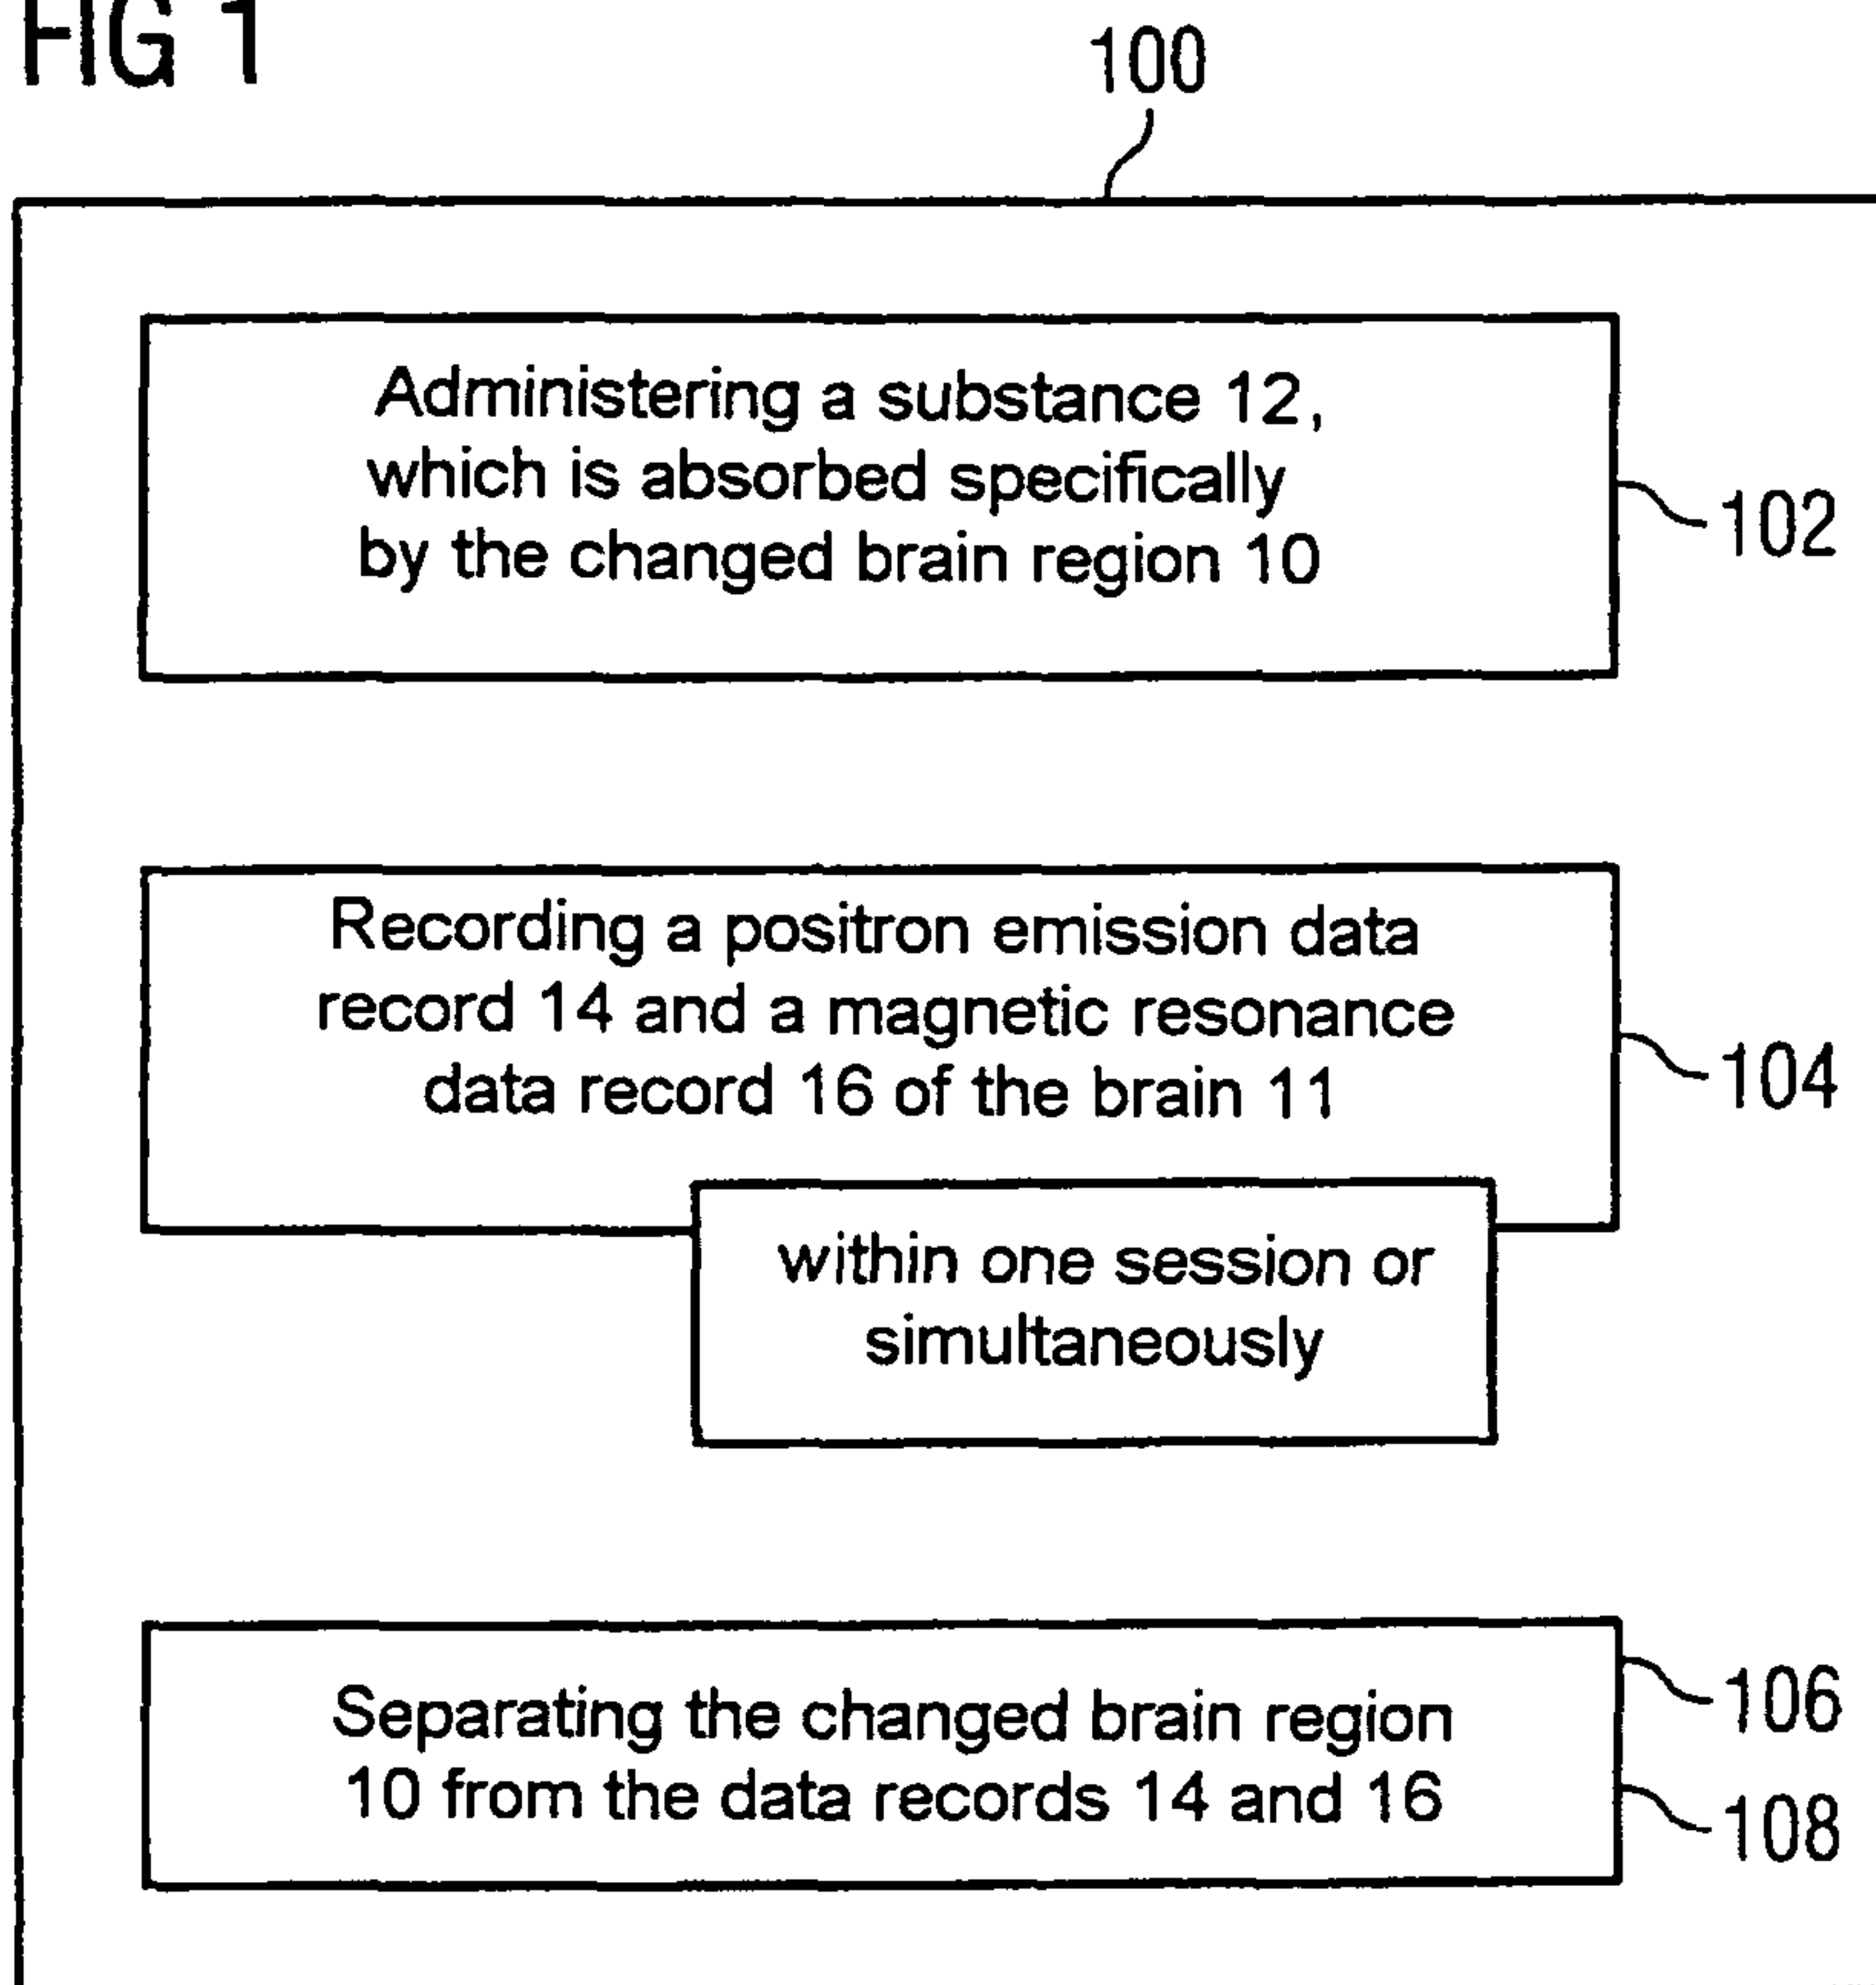 FIG 1
100
Administering a substance 12,
which is absorbed specifically
by the changed brain region 10
102
Recording a positron emission data
record 14 and a magnetic resonance
data record 16 of the brain 11
104
within one session or
simultaneously
Separating the changed brain region
10 from the data records 14 and 16
106
108